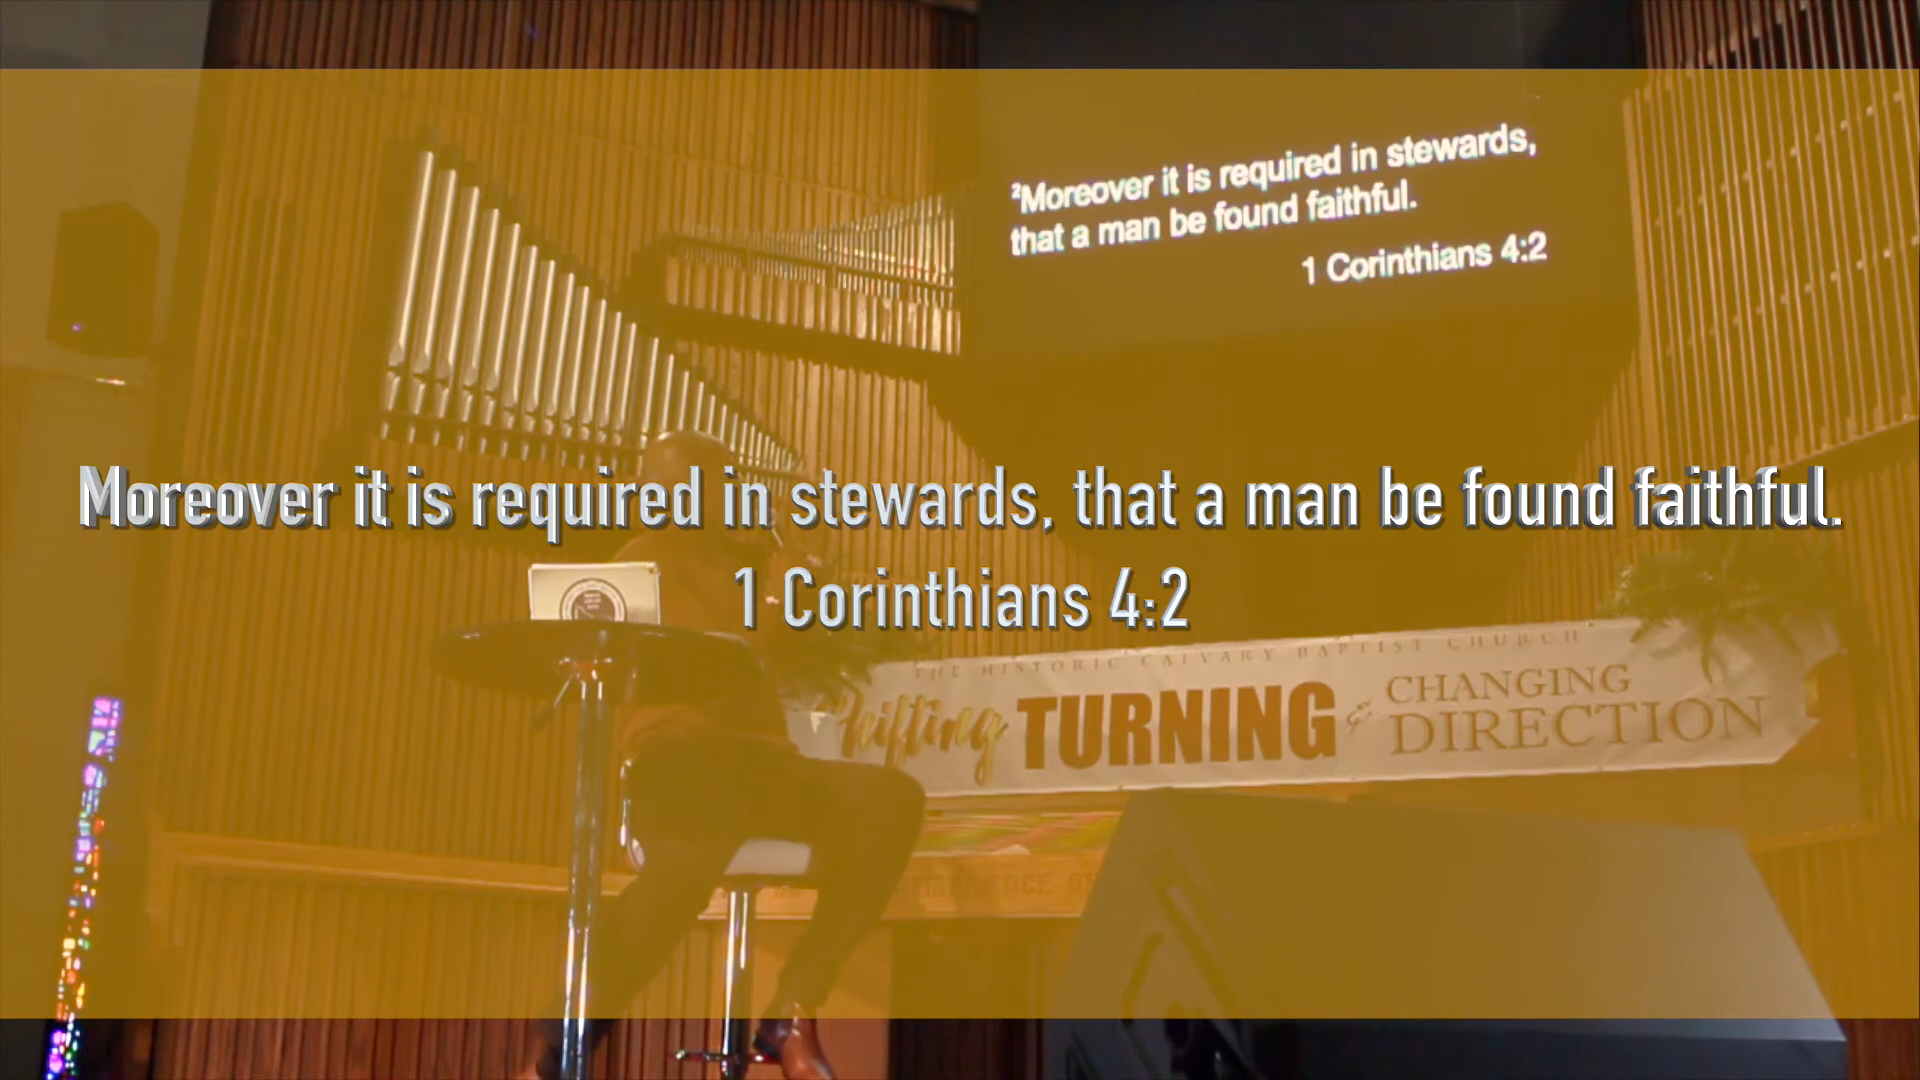 ²Moreover it is required in stewards,
that a man be found faithful.
1 Corinthians 4:2
Moreover it is required in stewards, that a man be found faithful.
1 Corinthians 4:2
THE HISTORIC CALVARY BAPTIST CHURCH
Shifting TURNING & CHANGING DIRECTION